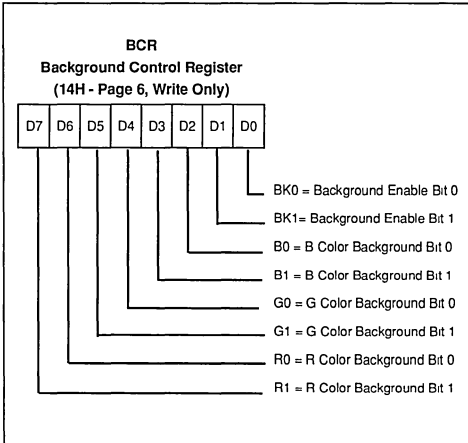 BCR
Background Control Register
(14H - Page 6, Write Only)
D7 D6 D5 D4 D3 D2 D1 D0
BK0 = Background Enable Bit 0
BK1= Background Enable Bit 1
B0 = B Color Background Bit 0
B1 = B Color Background Bit 1
G0 = G Color Background Bit 0
G1 = G Color Background Bit 1
R0 = R Color Background Bit 0
R1 = R Color Background Bit 1